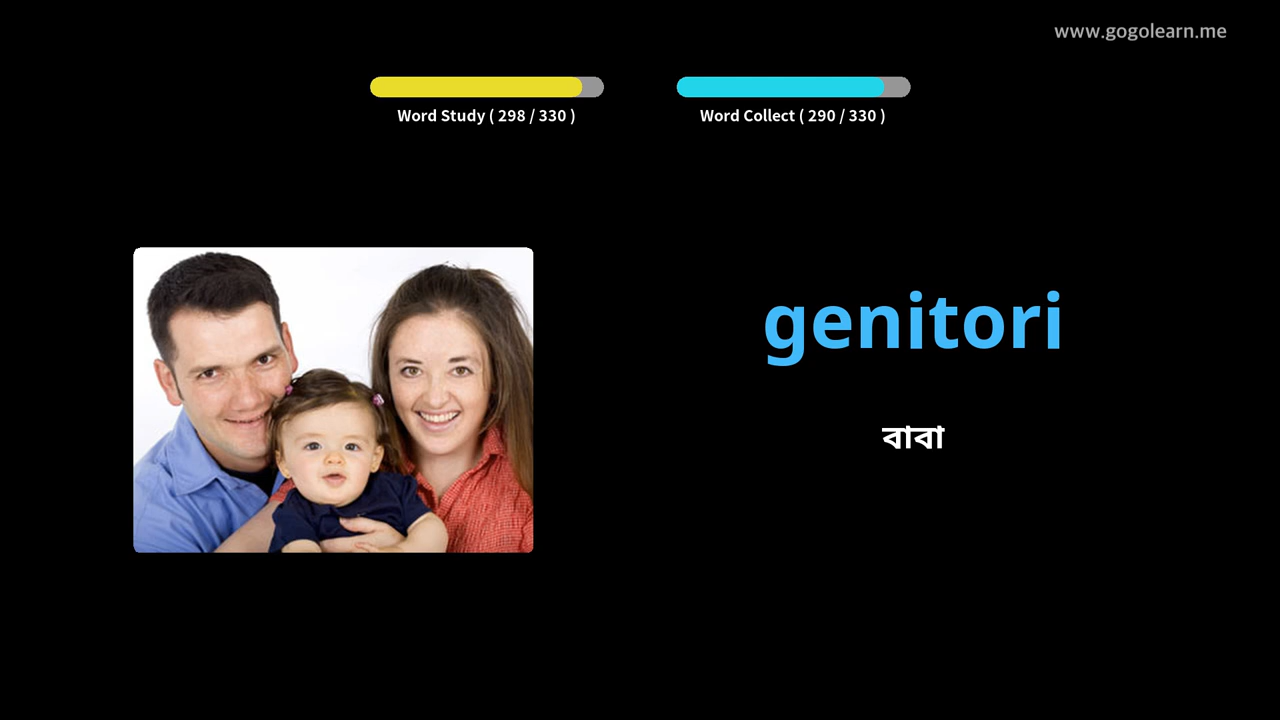 www.gogolearn.me
Word Study ( 298 / 330 )
Word Collect ( 290 / 330 )
genitori
বাবা